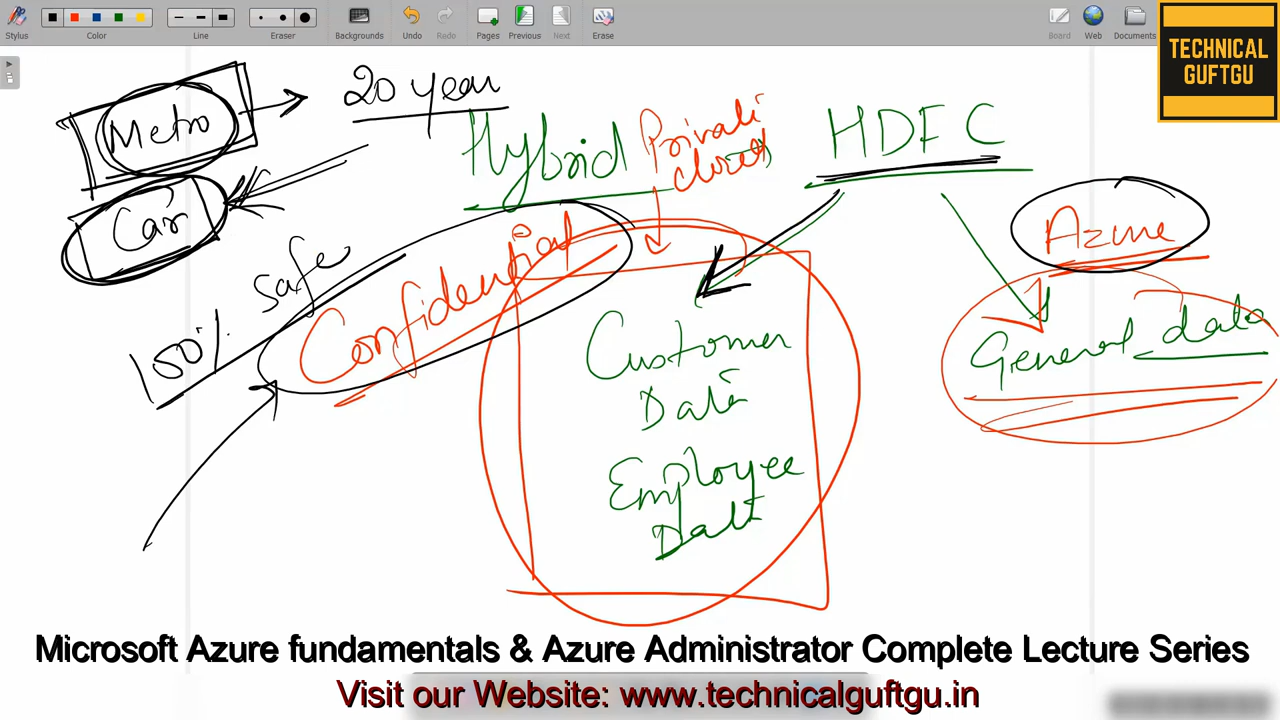 Stylus
Color
Line
Eraser
Backgrounds
Undo
Redo
Pages
Previous
Next
Erase
Board
Web
Documents
TECHNICAL
GUFTGU
Metro
20 year
Car
Hybrid
Private
cloud
HDFC
Azure
General data
100% safe
Confidential
Customer
Data
Employee
Data
Microsoft Azure fundamentals & Azure Administrator Complete Lecture Series
Visit our Website: www.technicalguftgu.in